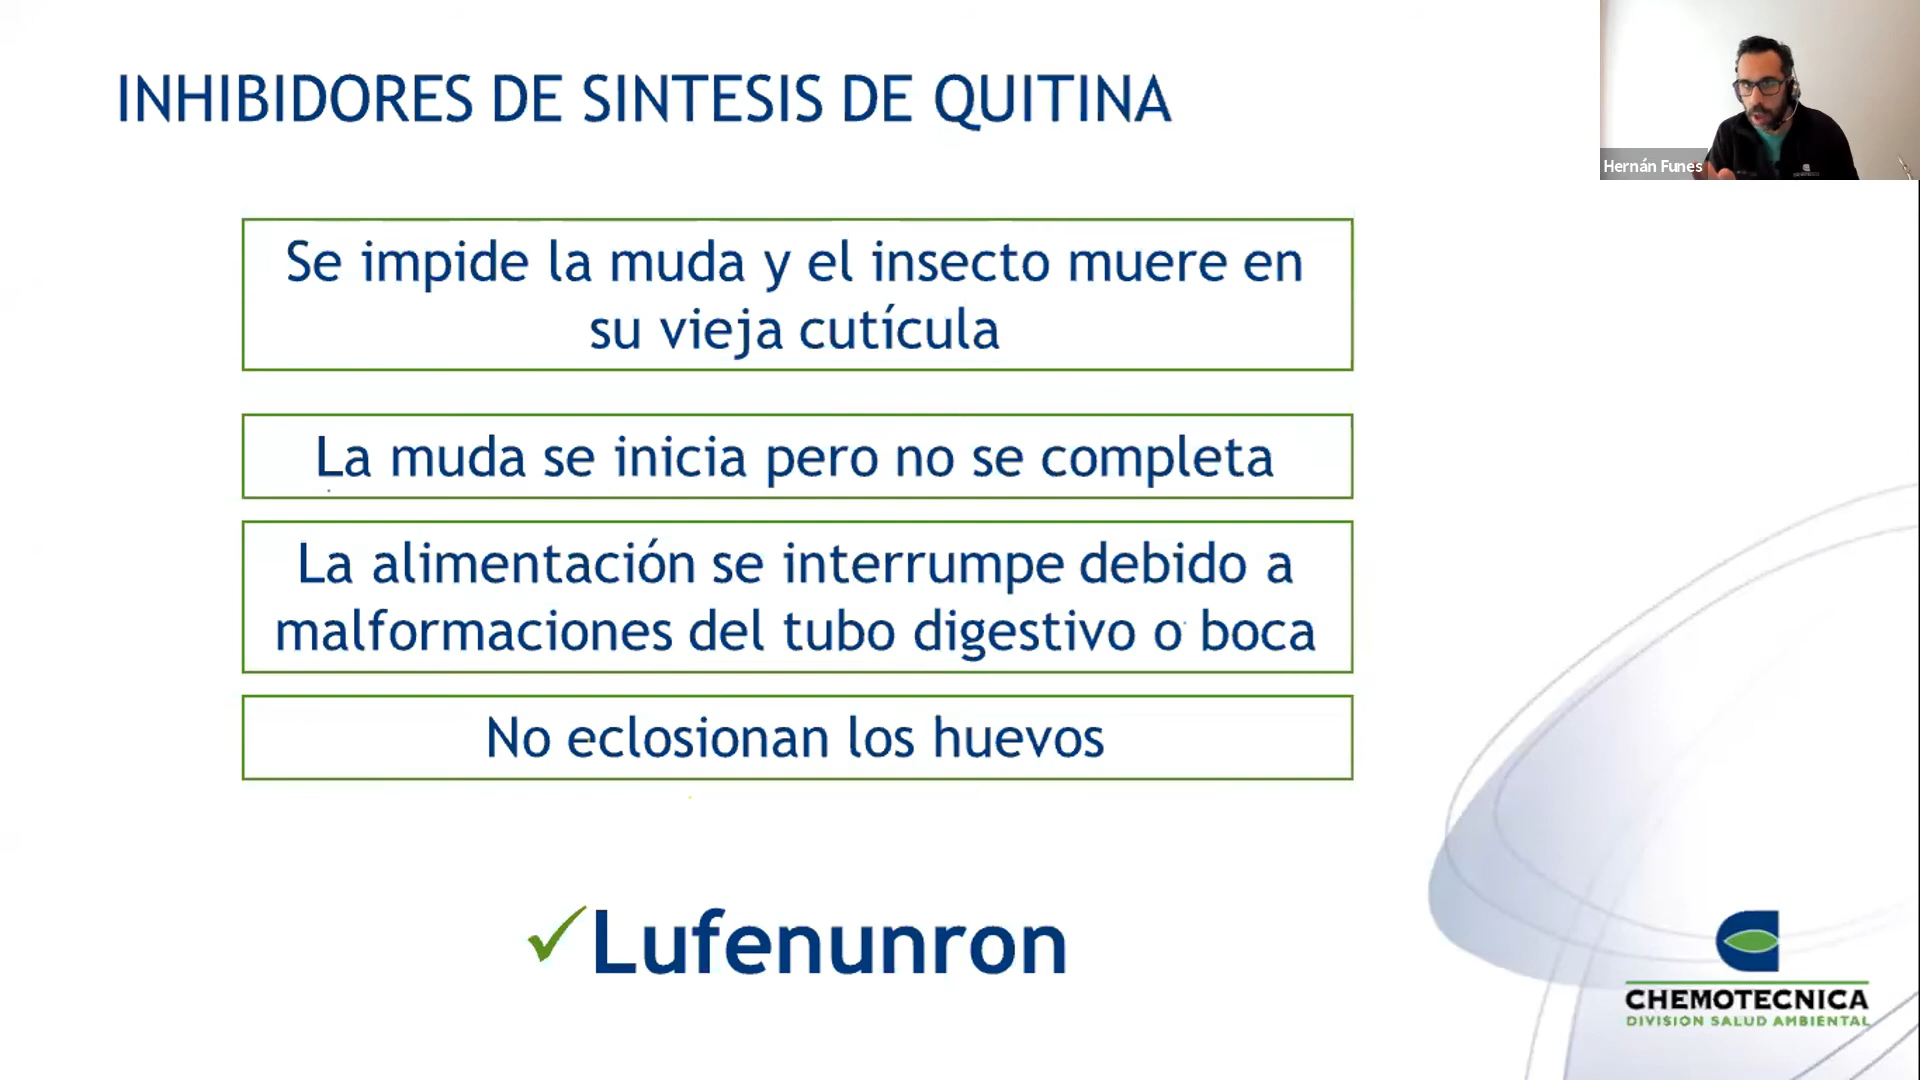 INHIBIDORES DE SINTESIS DE QUITINA
Hernán Funes
Se impide la muda y el insecto muere en
su vieja cutícula
La muda se inicia pero no se completa
La alimentación se interrumpe debido a
malformaciones del tubo digestivo o boca
No eclosionan los huevos
Lufenunron
CHEMOTECNICA
DIVISION SALUD AMBIENTAL